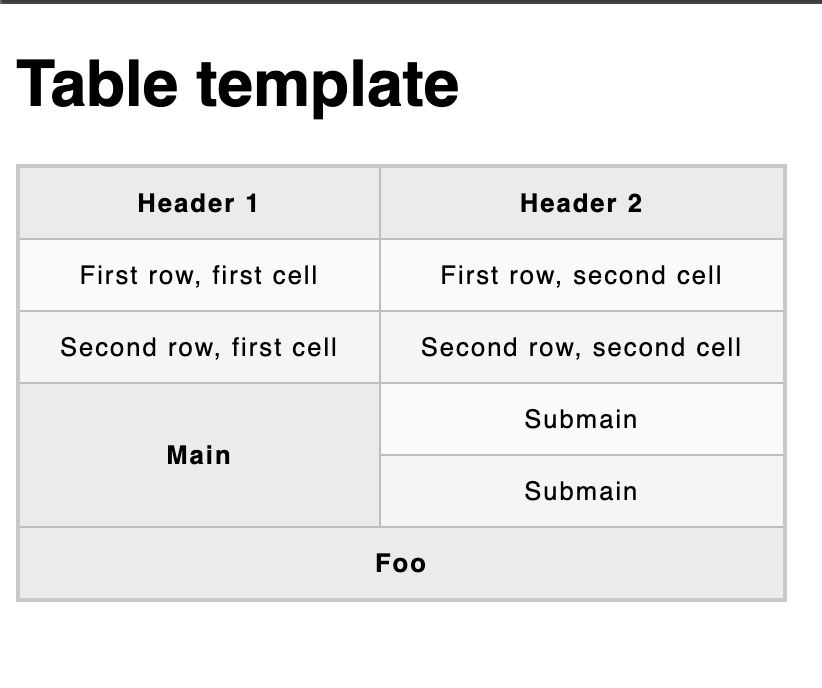 Table template
Header 1 Header 2
First row, first cell First row, second cell
Second row, first cell Second row, second cell
Main
Submain
Submain
Foo